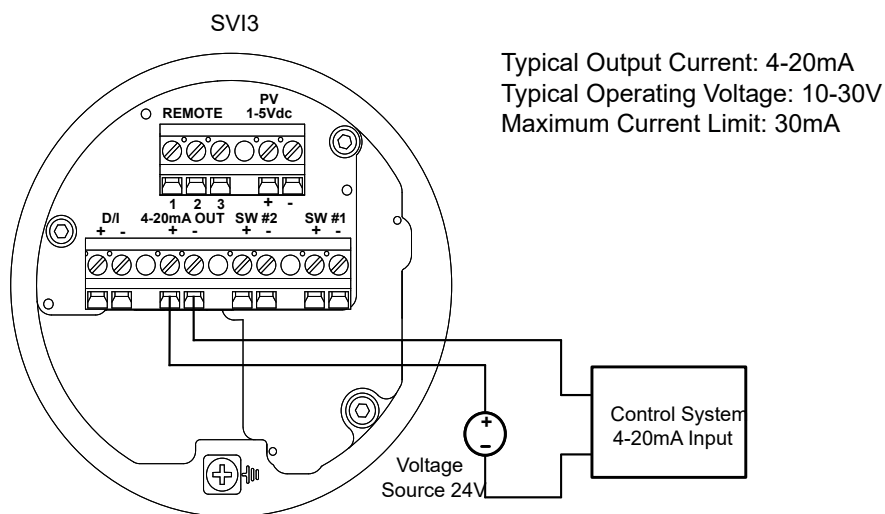 SVI3
Typical Output Current: 4-20mA
Typical Operating Voltage: 10-30V
Maximum Current Limit: 30mA
PV
REMOTE 1-5Vdc
1 2 3 + -
D/I 4-20mA OUT SW #2 SW #1
+ - + - + - + -
Control System
4-20mA Input
+
-
Voltage
Source 24V